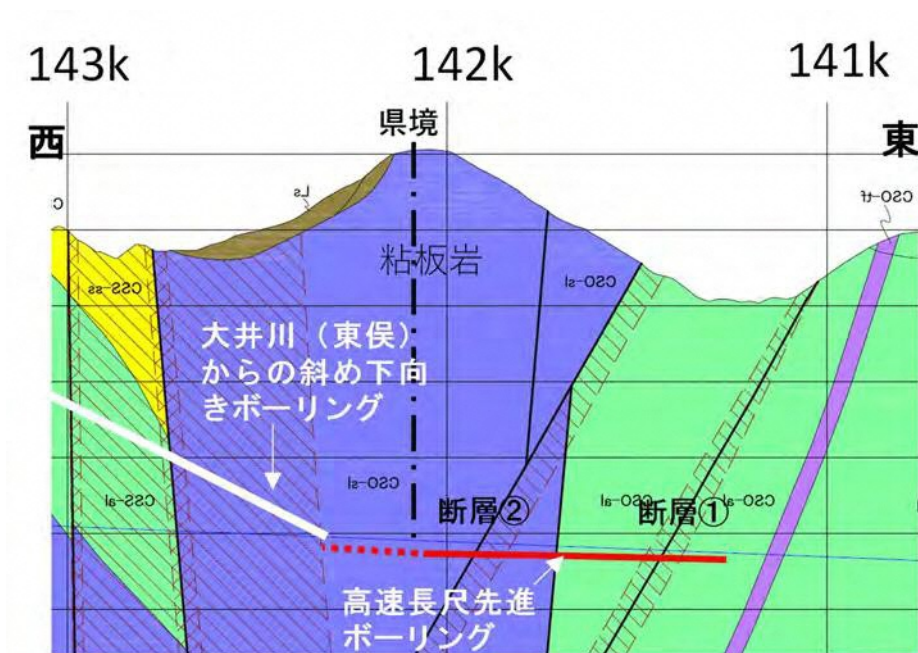 143k
142k
141k
県境
西
東
Ls
C
CSO-tf
粘板岩
CSO-sl
CSS-ss
大井川（東俣）
からの斜め下向
きボーリング
CSO-sl
CSS-al
CSO-al
CSO-al
断層②
断層①
高速長尺先進
ボーリング